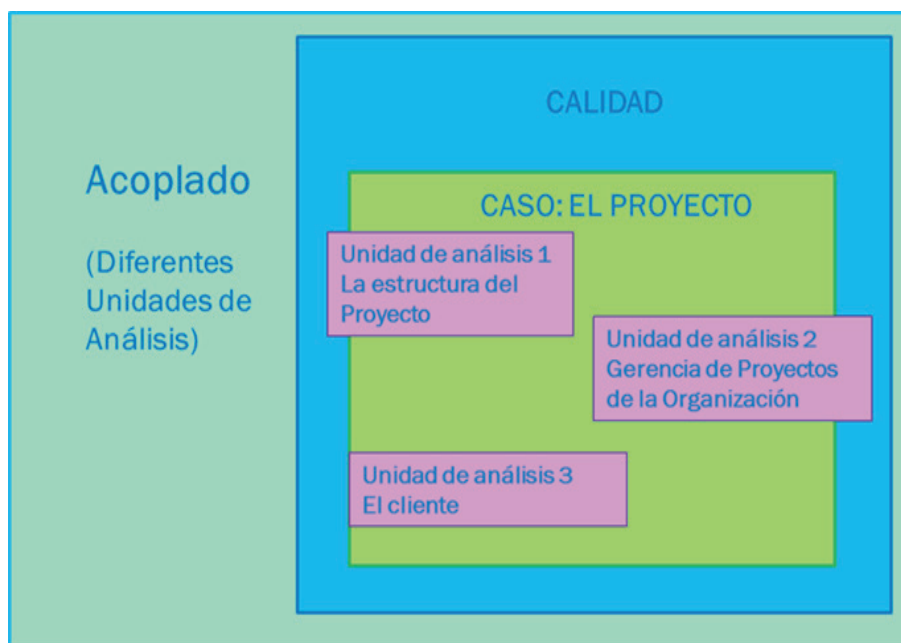 CALIDAD
Acoplado
(Diferentes
Unidades de
Análisis)
CASO: EL PROYECTO
Unidad de análisis 1
La estructura del
Proyecto
Unidad de análisis 2
Gerencia de Proyectos
de la Organización
Unidad de análisis 3
El cliente